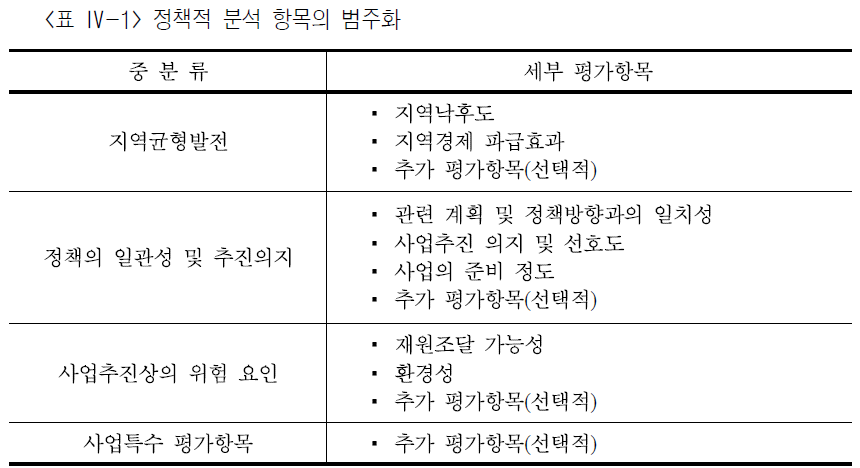 <표 Ⅳ-1> 정책적 분석 항목의 범주화
중 분 류
세부 평가항목
지역균형발전
▪ 지역낙후도
▪ 지역경제 파급효과
▪ 추가 평가항목(선택적)
정책의 일관성 및 추진의지
▪ 관련 계획 및 정책방향과의 일치성
▪ 사업추진 의지 및 선호도
▪ 사업의 준비 정도
▪ 추가 평가항목(선택적)
사업추진상의 위험 요인
▪ 재원조달 가능성
▪ 환경성
▪ 추가 평가항목(선택적)
사업특수 평가항목
▪ 추가 평가항목(선택적)